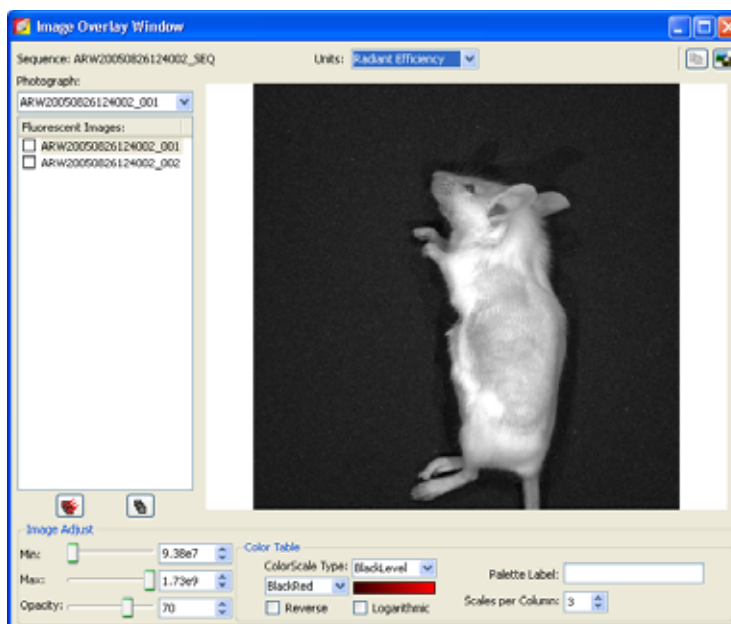 Image Overlay Window
Sequence: ARW20050826124002_SEQ
Units: Radiant Efficiency
Photograph:
ARW20050826124002_001
Fluorescent Images:
ARW20050826124002_001
ARW20050826124002_002
Image Adjust
Min: 9.38e7
Max: 1.73e9
Opacity: 70
Color Table
ColorScale Type: BlackLevel
BlackRed
Reverse Logarithmic
Palette Label:
Scales per Column: 3